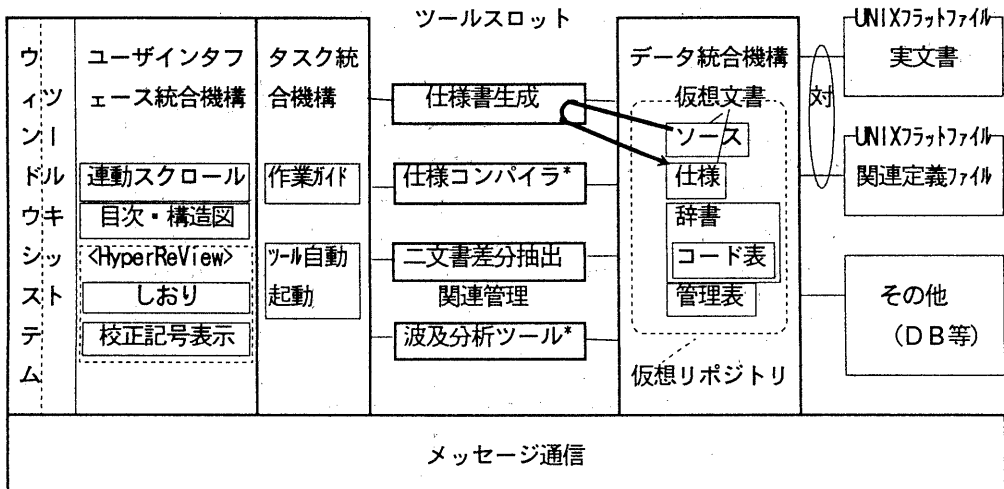 ツールスロット
ウィンドウシステム
ツールキット
ユーザインタフ
ェース統合機構
連動スクロール
目次・構造図
<HyperReView>
しおり
校正記号表示
タスク統
合機構
作業ガイド
ツール自動
起動
仕様書生成
仕様コンパイラ*
二文書差分抽出
関連管理
波及分析ツール*
データ統合機構
仮想文書
ソース
仕様
辞書
コード表
管理表
仮想リポジトリ
対
UNIXフラットファイル
実文書
UNIXフラットファイル
関連定義ファイル
その他
(DB等)
メッセージ通信